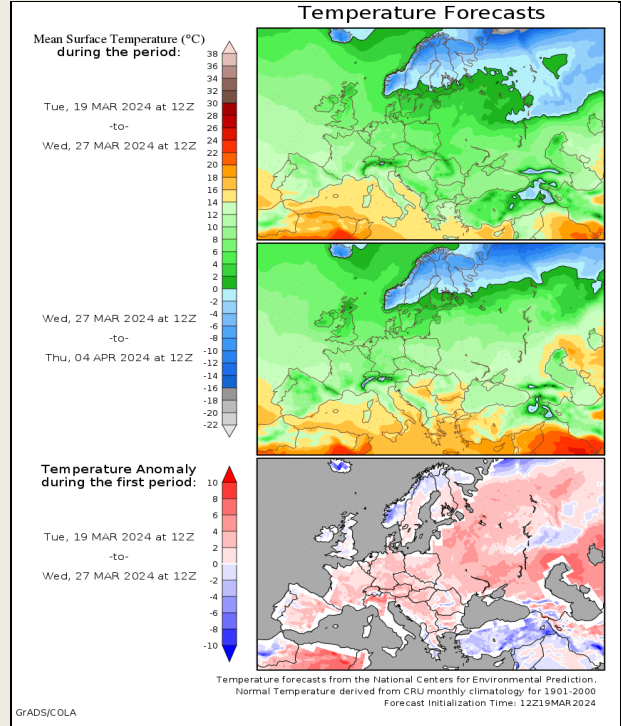 Temperature Forecasts
Mean Surface Temperature (°C)
during the period:
Tue, 19 MAR 2024 at 12Z
-to-
Wed, 27 MAR 2024 at 12Z
38
36
34
32
30
28
26
24
22
20
18
16
14
12
10
8
6
4
2
0
-2
-4
-6
-8
-10
-12
-14
-16
-18
-20
-22
Wed, 27 MAR 2024 at 12Z
-to-
Thu, 04 APR 2024 at 12Z
Temperature Anomaly
during the first period:
Tue, 19 MAR 2024 at 12Z
-to-
Wed, 27 MAR 2024 at 12Z
10
8
6
4
2
0
-2
-4
-6
-8
-10
Temperature forecasts from the National Centers for Environmental Prediction.
Normal Temperature derived from CRU monthly climatology for 1901-2000
Forecast Initialization Time: 12Z19MAR2024
GrADS/COLA